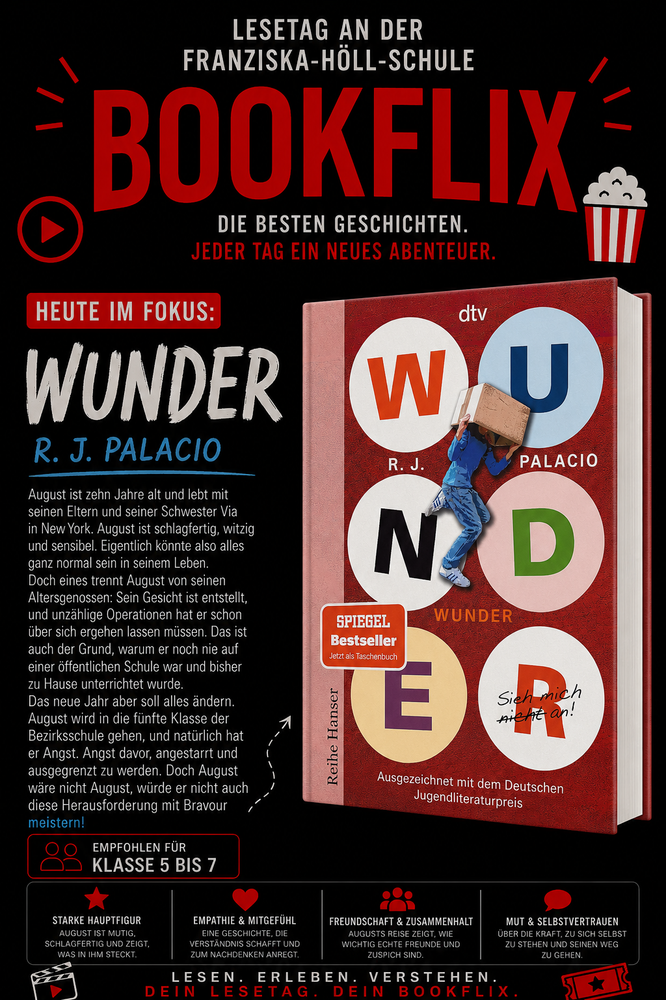 LESETAG AN DER
FRANZISKA-HÖLL-SCHULE
BOOKFLIX
DIE BESTEN GESCHICHTEN.
JEDER TAG EIN NEUES ABENTEUER.
HEUTE IM FOKUS:
WUNDER
R. J. PALACIO
August ist zehn Jahre alt und lebt mit
seinen Eltern und seiner Schwester Via
in New York. August ist schlagfertig, witzig
und sensibel. Eigentlich könnte also alles
ganz normal sein in seinem Leben.
Doch eines trennt August von seinen
Altersgenossen: Sein Gesicht ist entstellt,
und unzählige Operationen hat er schon
über sich ergehen lassen müssen. Das ist
auch der Grund, warum er noch nie auf
einer öffentlichen Schule war und bisher
zu Hause unterrichtet wurde.
Das neue Jahr aber soll alles ändern.
August wird in die fünfte Klasse der
Bezirksschule gehen, und natürlich hat
er Angst. Angst davor, angestarrt und
ausgegrenzt zu werden. Doch August
wäre nicht August, würde er nicht auch
diese Herausforderung mit Bravour
meistern!
dtv
W U
R. J. PALACIO
N D
WUNDER
SPIEGEL
Bestseller
Jetzt als Taschenbuch
E R
Sieh mich
nicht an!
Reihe Hanser
Ausgezeichnet mit dem Deutschen
Jugendliteraturpreis
EMPFOHLEN FÜR
KLASSE 5 BIS 7
STARKE HAUPTFIGUR
AUGUST IST MUTIG,
SCHLAGFERTIG UND ZEIGT,
WAS IN IHM STECKT.
EMPATHIE & MITGEFÜHL
EINE GESCHICHTE, DIE
VERSTÄNDNIS SCHAFFT UND
ZUM NACHDENKEN ANREGT.
FREUNDSCHAFT & ZUSAMMENHALT
AUGUSTS REISE ZEIGT, WIE
WICHTIG ECHTE FREUNDE UND
ZUSPICH SIND.
MUT & SELBSTVERTRAUEN
ÜBER DIE KRAFT, ZU SICH SELBST
ZU STEHEN UND SEINEN WEG
ZU GEHEN.
LESEN. ERLEBEN. VERSTEHEN.
DEIN LESETAG. DEIN BOOKFLIX.